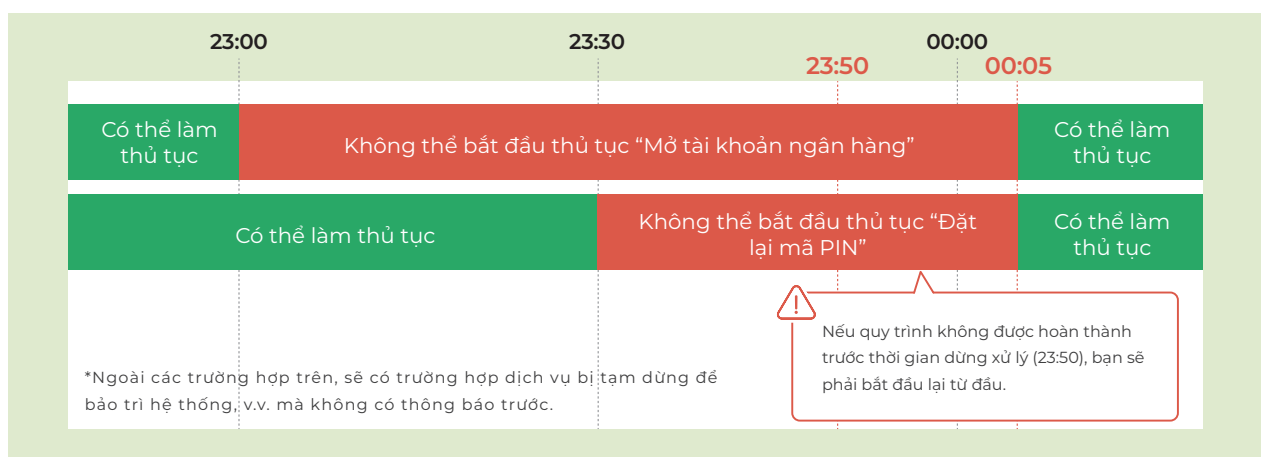 23:00 23:30 00:00
23:50 00:05
Có thể làm
thủ tục
Không thể bắt đầu thủ tục “Mở tài khoản ngân hàng”
Có thể làm
thủ tục
Có thể làm thủ tục
Không thể bắt đầu thủ tục “Đặt
lại mã PIN”
Có thể làm
thủ tục
Nếu quy trình không được hoàn thành
trước thời gian dừng xử lý (23:50), bạn sẽ
phải bắt đầu lại từ đầu.
*Ngoài các trường hợp trên, sẽ có trường hợp dịch vụ bị tạm dừng để
bảo trì hệ thống, v.v. mà không có thông báo trước.